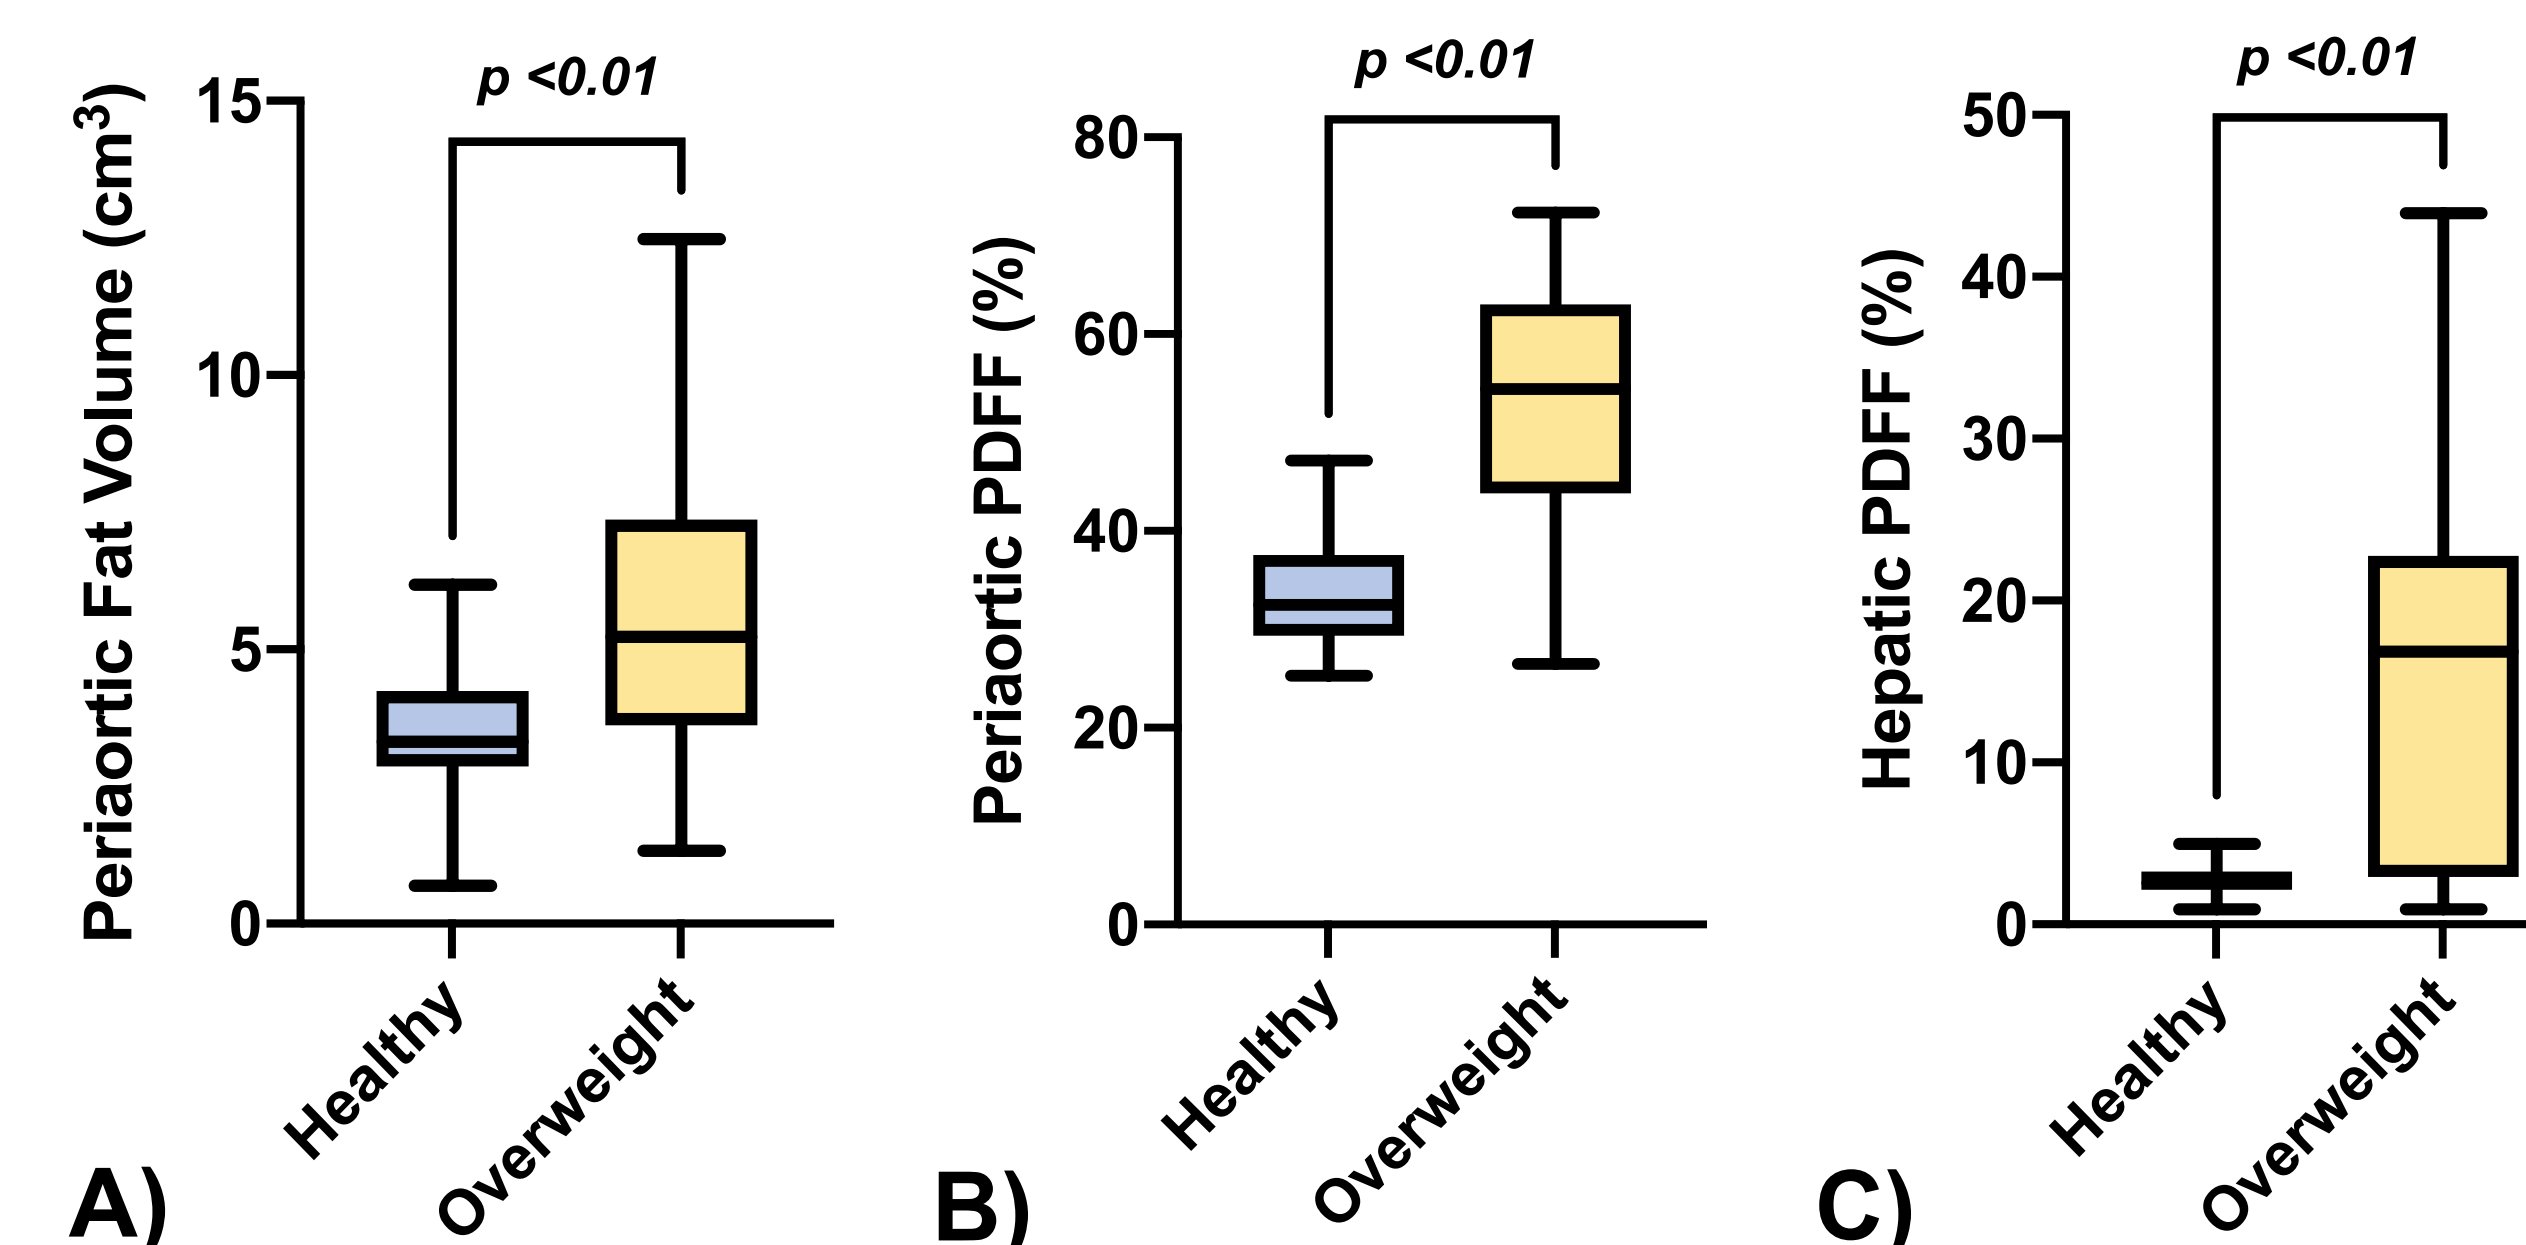 p <0.01
Periaortic Fat Volume (cm³)
15
10
5
0
Healthy
Overweight
A)
p <0.01
Periaortic PDFF (%)
80
60
40
20
0
Healthy
Overweight
B)
p <0.01
Hepatic PDFF (%)
50
40
30
20
10
0
Healthy
Overweight
C)